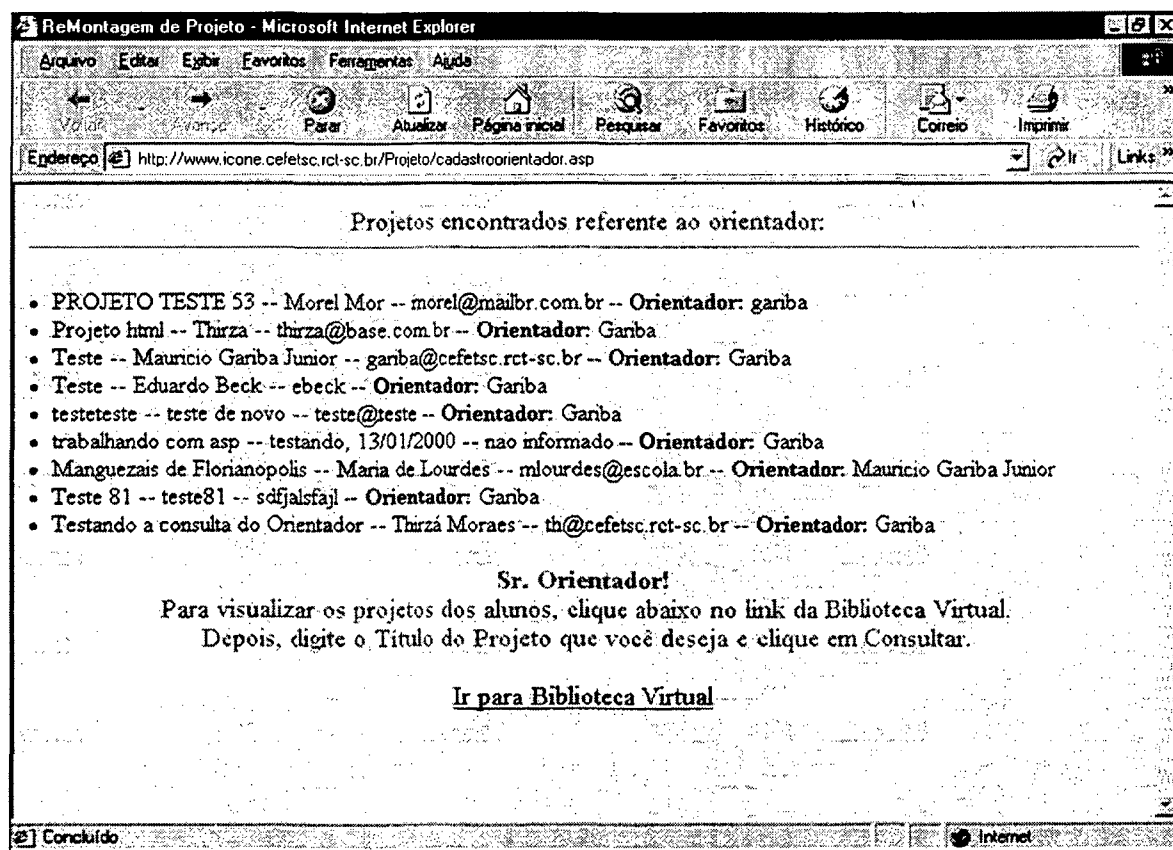 ReMontagem de Projeto - Microsoft Internet Explorer
Arquivo Editar Exibir Favoritos Ferramentas Ajuda
Voltar Avançar Parar Atualizar Página inicial Pesquisar Favoritos Histórico Correio Imprimir »
Endereço http://www.icone.cefetsc.rct-sc.br/Projeto/cadastroorientador.asp Ir Links »
Projetos encontrados referente ao orientador:
• PROJETO TESTE 53 -- Morel Mor -- morel@mailbr.com.br -- Orientador: gariba
• Projeto html -- Thirza -- thirza@base.com.br -- Orientador: Gariba
• Teste -- Mauricio Gariba Junior -- gariba@cefetsc.rct-sc.br -- Orientador: Gariba
• Teste -- Eduardo Beck -- ebeck -- Orientador: Gariba
• testeteste -- teste de novo -- teste@teste -- Orientador: Gariba
• trabalhando com asp -- testando, 13/01/2000 -- nao informado -- Orientador: Gariba
• Manguezais de Florianopolis -- Maria de Lourdes -- mlourdes@escola.br -- Orientador: Mauricio Gariba Junior
• Teste 81 -- teste81 -- sdfjalsfajl -- Orientador: Gariba
• Testando a consulta do Orientador -- Thirzá Moraes -- th@cefetsc.rct-sc.br -- Orientador: Gariba
Sr. Orientador!
Para visualizar os projetos dos alunos, clique abaixo no link da Biblioteca Virtual.
Depois, digite o Título do Projeto que você deseja e clique em Consultar.
Ir para Biblioteca Virtual
Concluído Internet